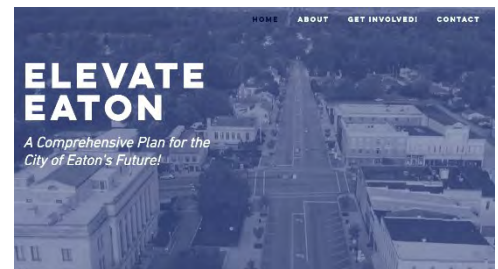 HOME ABOUT GET INVOLVED! CONTACT
ELEVATE
EATON
A Comprehensive Plan for the
City of Eaton's Future!